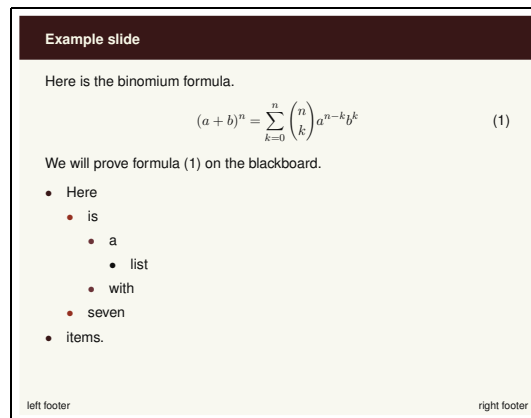 Example slide
Here is the binomium formula.
(a + b)^n = \sum_{k=0}^{n} \binom{n}{k} a^{n-k} b^k (1)
We will prove formula (1) on the blackboard.
• Here
• is
• a
• list
• with
• seven
• items.
left footer right footer